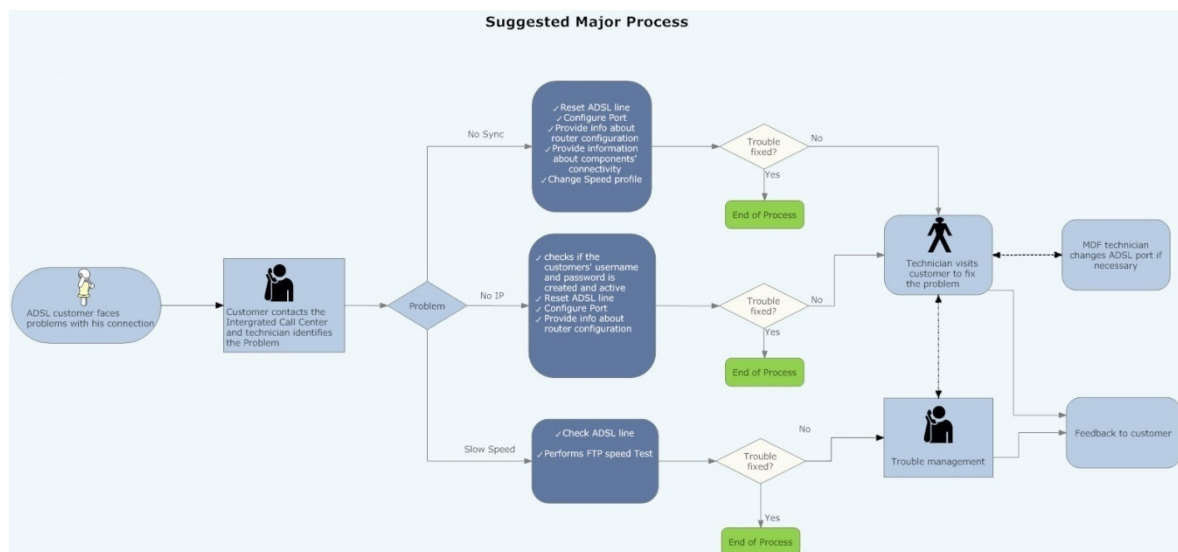 Suggested Major Process
✓Reset ADSL line
✓Configure Port
✓Provide info about
router configuration
✓Provide information
about components'
connectivity
✓Change Speed profile
No Sync
Trouble
fixed?
No
Yes
End of Process
ADSL customer faces
problems with his connection
Customer contacts the
Intergrated Call Center
and technician identifies
the Problem
Problem
No IP
✓ checks if the
customers' username
and password is
created and active
✓ Reset ADSL line
✓ Configure Port
✓ Provide info about
router configuration
Trouble
fixed?
No
Yes
End of Process
Technician visits
customer to fix
the problem
MDF technician
changes ADSL port if
necessary
Slow Speed
✓Check ADSL line
✓Performs FTP speed Test
Trouble
fixed?
No
Yes
End of Process
Trouble management
Feedback to customer